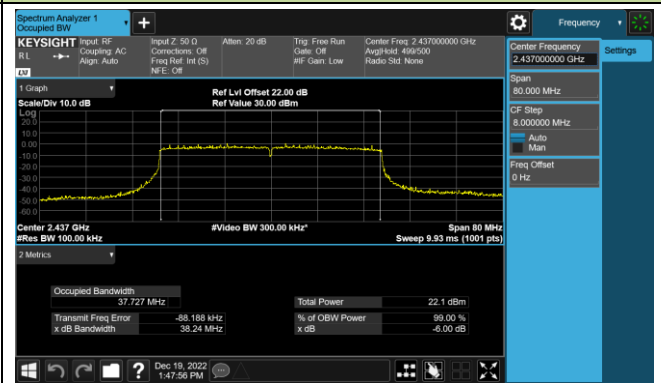 Spectrum Analyzer 1
Occupied BW
Frequency
KEYSIGHT
Input: RF
Coupling: AC
Align: Auto
Input Z: 50 Ω
Corrections: Off
Freq Ref: Int (S)
NFE: Off
Atten: 20 dB
Trig: Free Run
Gate: Off
#IF Gain: Low
Center Freq: 2.437000000 GHz
Avg|Hold: 499/500
Radio Std: None
RL
LXI
Center Frequency
2.437000000 GHz
Settings
Span
80.000 MHz
CF Step
8.000000 MHz
Auto
Man
Freq Offset
0 Hz
1 Graph
Scale/Div 10.0 dB
Ref Lvl Offset 22.00 dB
Ref Value 30.00 dBm
Log
20.0
10.0
0.00
-10.0
-20.0
-30.0
-40.0
-50.0
-60.0
Center 2.437 GHz
#Res BW 100.00 kHz
#Video BW 300.00 kHz*
Span 80 MHz
Sweep 9.93 ms (1001 pts)
2 Metrics
Occupied Bandwidth
37.727 MHz
Total Power 22.1 dBm
Transmit Freq Error -88.188 kHz
% of OBW Power 99.00 %
x dB Bandwidth 38.24 MHz
x dB -6.00 dB
?
Dec 19, 2022
1:47:56 PM